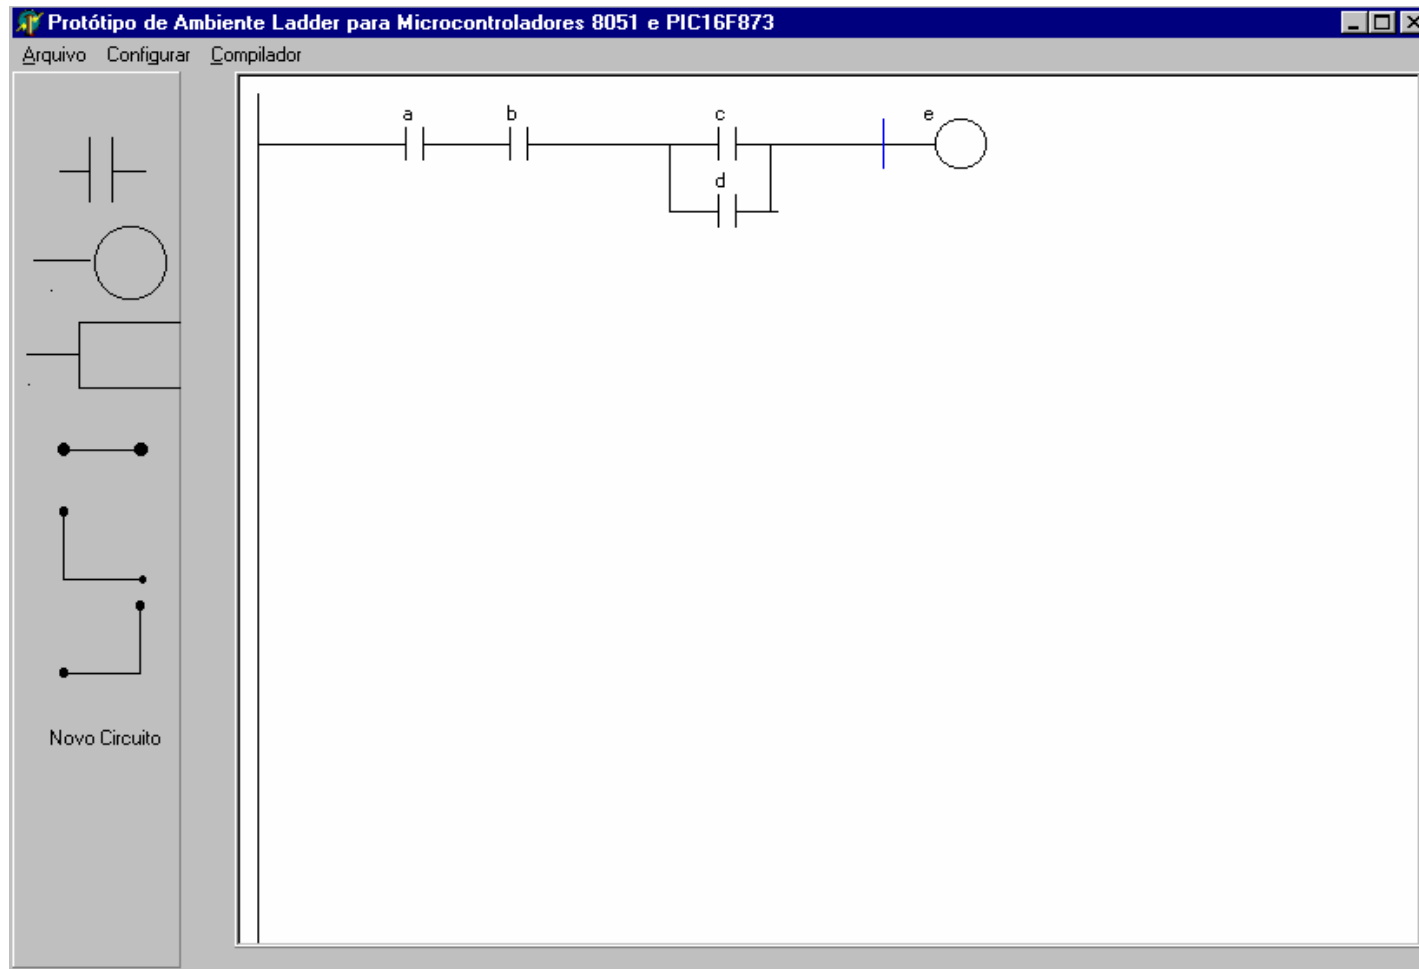 Protótipo de Ambiente Ladder para Microcontroladores 8051 e PIC16F873
Arquivo Configurar Compilador
a b c e
d
Novo Circuito